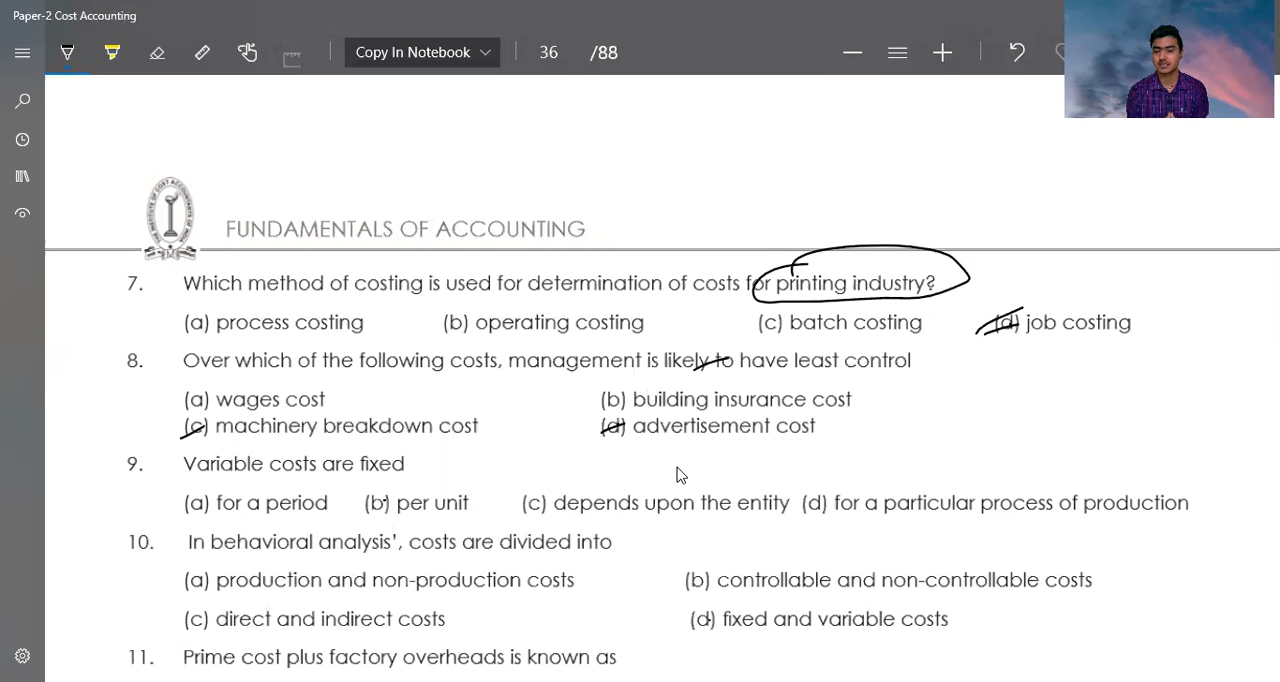 Paper-2 Cost Accounting
Copy In Notebook 36 /88
FUNDAMENTALS OF ACCOUNTING
7. Which method of costing is used for determination of costs for printing industry?
(a) process costing (b) operating costing (c) batch costing (d) job costing
8. Over which of the following costs, management is likely to have least control
(a) wages cost (b) building insurance cost
(c) machinery breakdown cost (d) advertisement cost
9. Variable costs are fixed
(a) for a period (b) per unit (c) depends upon the entity (d) for a particular process of production
10. In behavioral analysis', costs are divided into
(a) production and non-production costs (b) controllable and non-controllable costs
(c) direct and indirect costs (d) fixed and variable costs
11. Prime cost plus factory overheads is known as